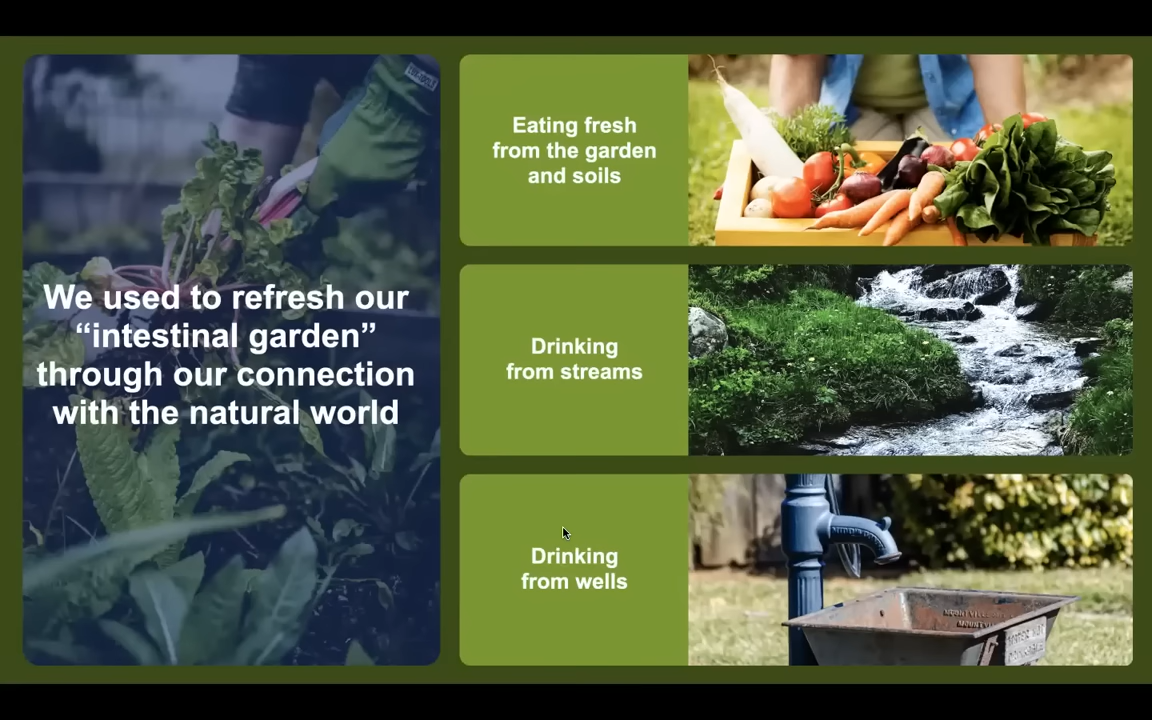 We used to refresh our
“intestinal garden”
through our connection
with the natural world
Eating fresh
from the garden
and soils
Drinking
from streams
Drinking
from wells